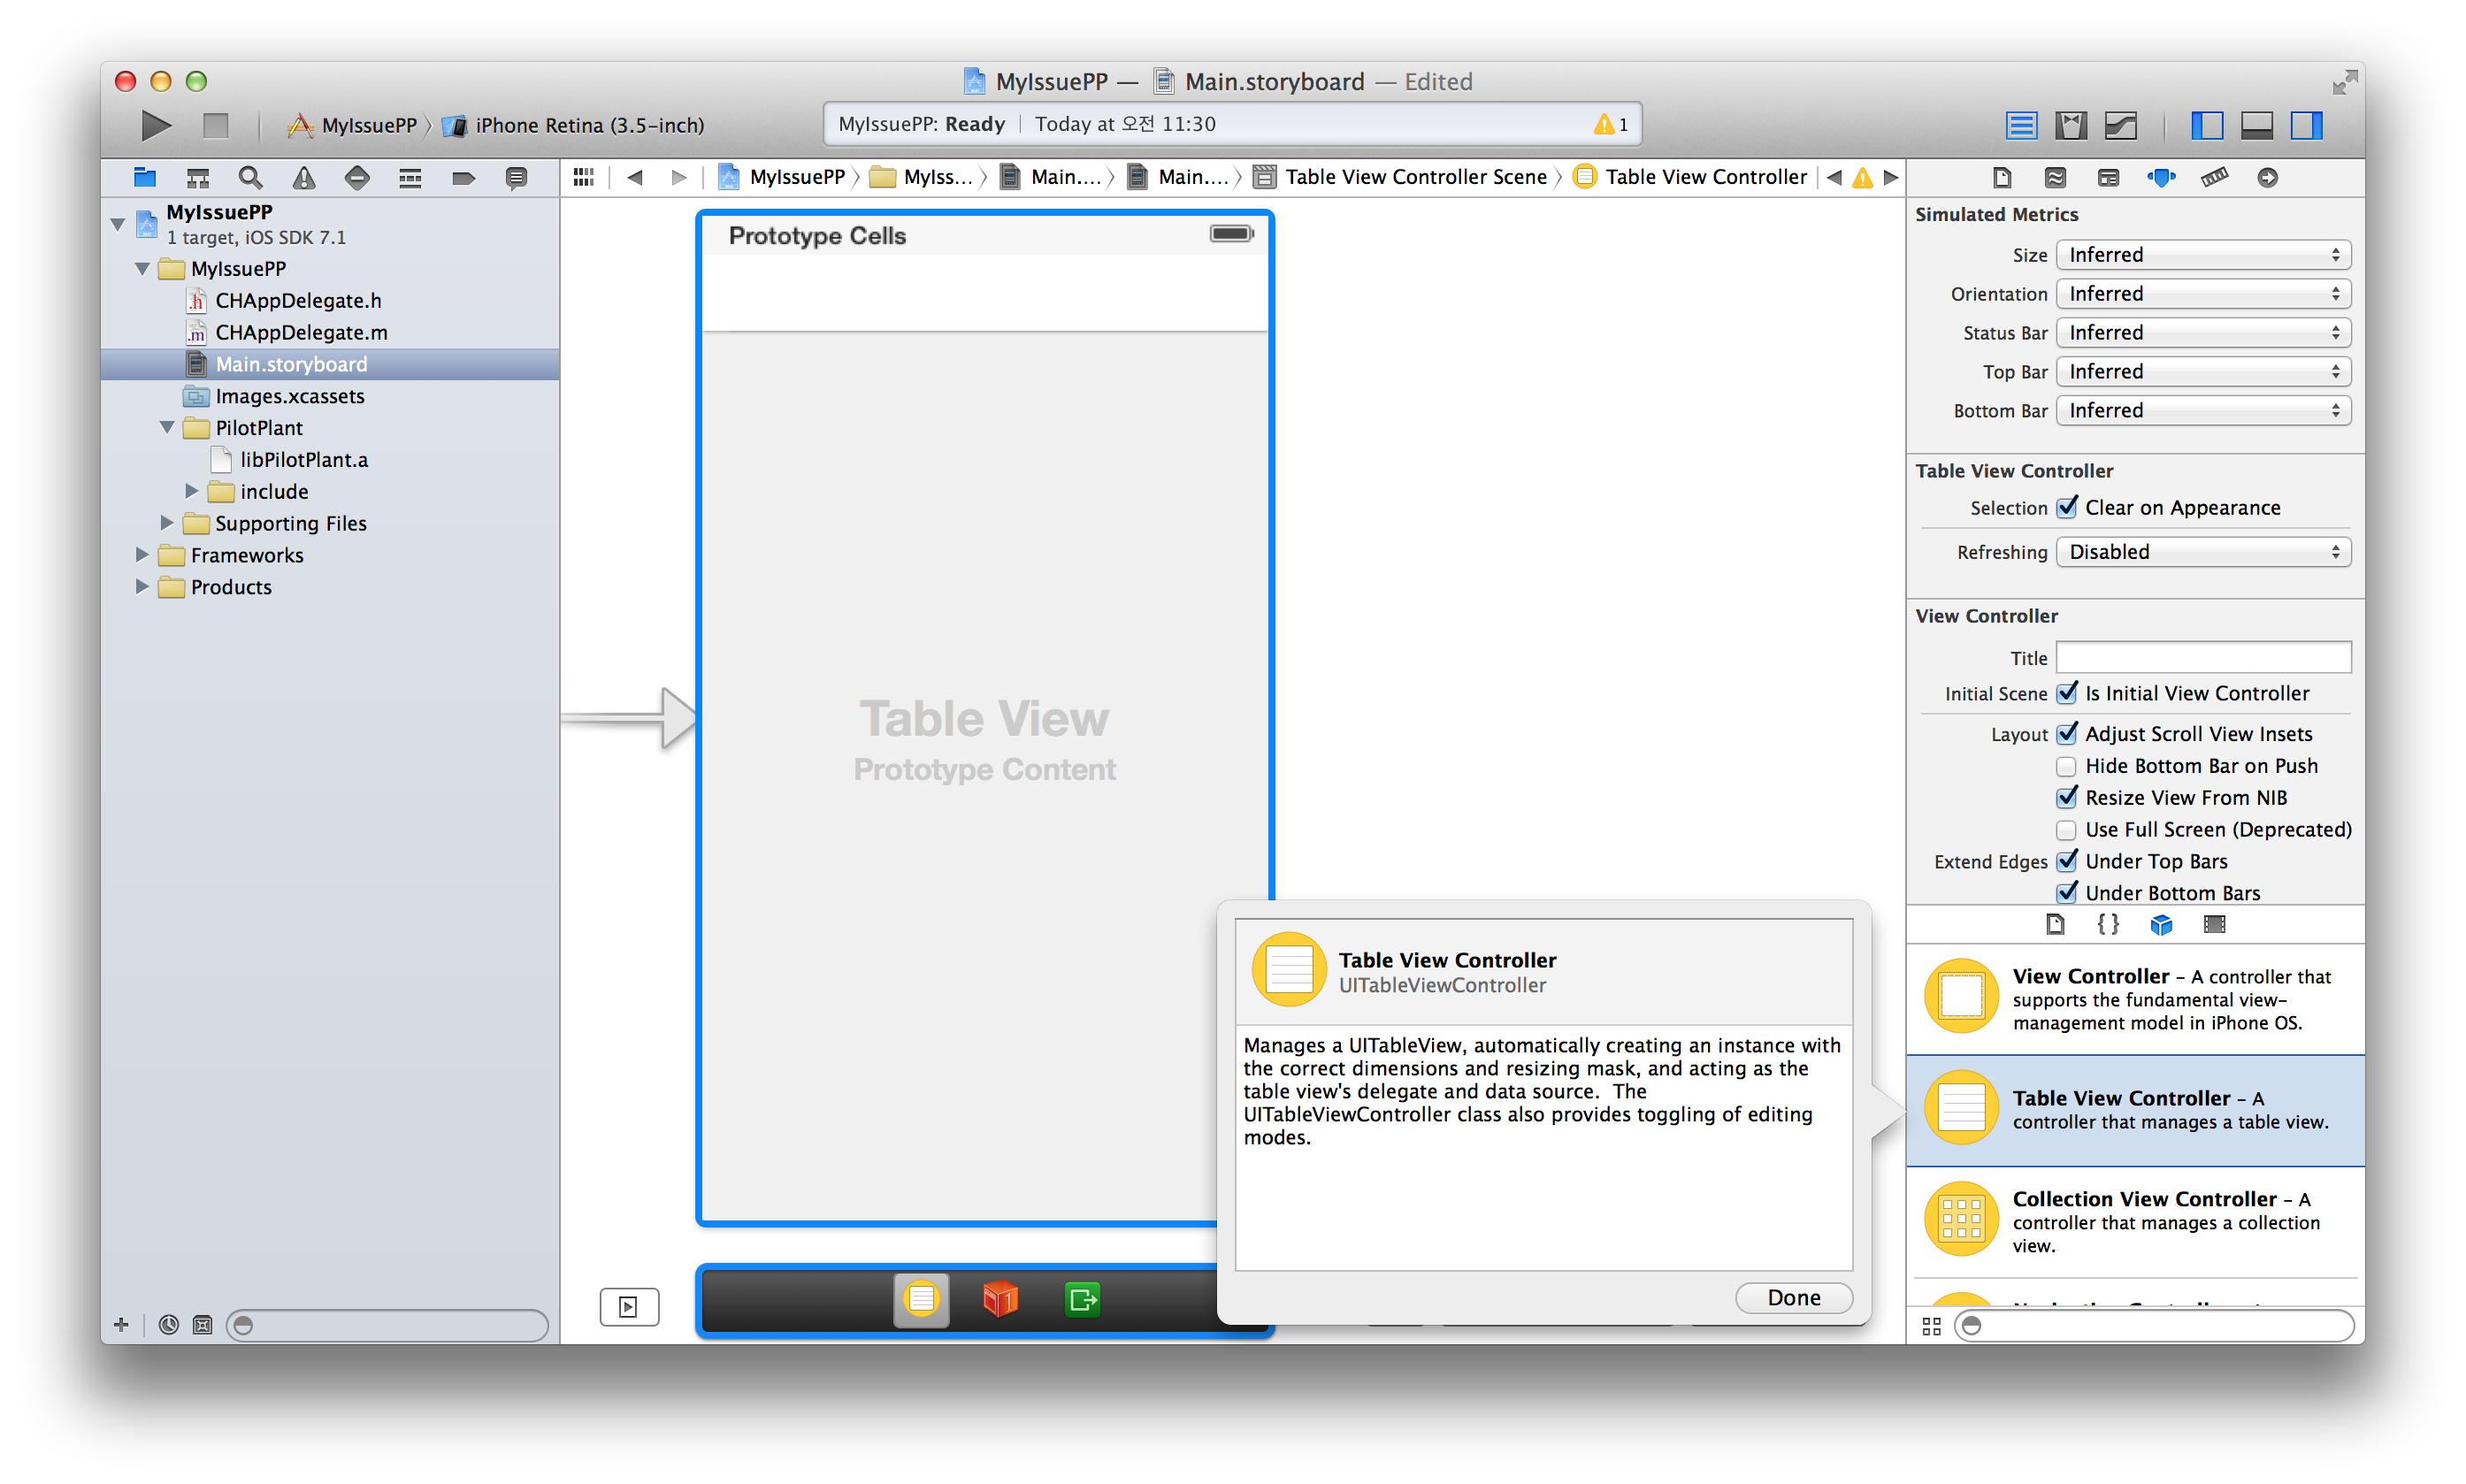 MyIssuePP — Main.storyboard — Edited
MyIssuePP
iPhone Retina (3.5-inch)
MyIssuePP: Ready
Today at 오전 11:30
1
MyIssuePP
MyIss...
Main....
Main....
Table View Controller Scene
Table View Controller
MyIssuePP
1 target, iOS SDK 7.1
MyIssuePP
CHAppDelegate.h
CHAppDelegate.m
Main.storyboard
Images.xcassets
PilotPlant
libPilotPlant.a
include
Supporting Files
Frameworks
Products
Prototype Cells
Table View
Prototype Content
Table View Controller
UITableViewController
Manages a UITableView, automatically creating an instance with
the correct dimensions and resizing mask, and acting as the
table view's delegate and data source.  The
UITableViewController class also provides toggling of editing
modes.
Done
Simulated Metrics
Size Inferred
Orientation Inferred
Status Bar Inferred
Top Bar Inferred
Bottom Bar Inferred
Table View Controller
Selection Clear on Appearance
Refreshing Disabled
View Controller
Title
Initial Scene Is Initial View Controller
Layout Adjust Scroll View Insets
Hide Bottom Bar on Push
Resize View From NIB
Use Full Screen (Deprecated)
Extend Edges Under Top Bars
Under Bottom Bars
{ }
View Controller – A controller that
supports the fundamental view-
management model in iPhone OS.
Table View Controller – A
controller that manages a table view.
Collection View Controller – A
controller that manages a collection
view.